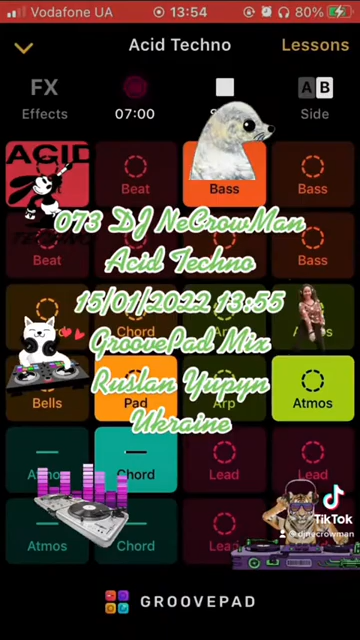 Vodafone UA 13:54 80%
Acid Techno Lessons
FX A B
Effects 07:00 Side
ACID
Beat Bass Bass
073 DJ NeCrowMan
Beat Bass
Acid Techno
15/01/2022 13:55
Chord
GroovePad Mix
Bells Pad Arp Atmos
Ruslan Yupyn
Ukraine
Chord Lead Lead
TikTok
@djnecrowman
Atmos Chord Lead
GROOVEPAD